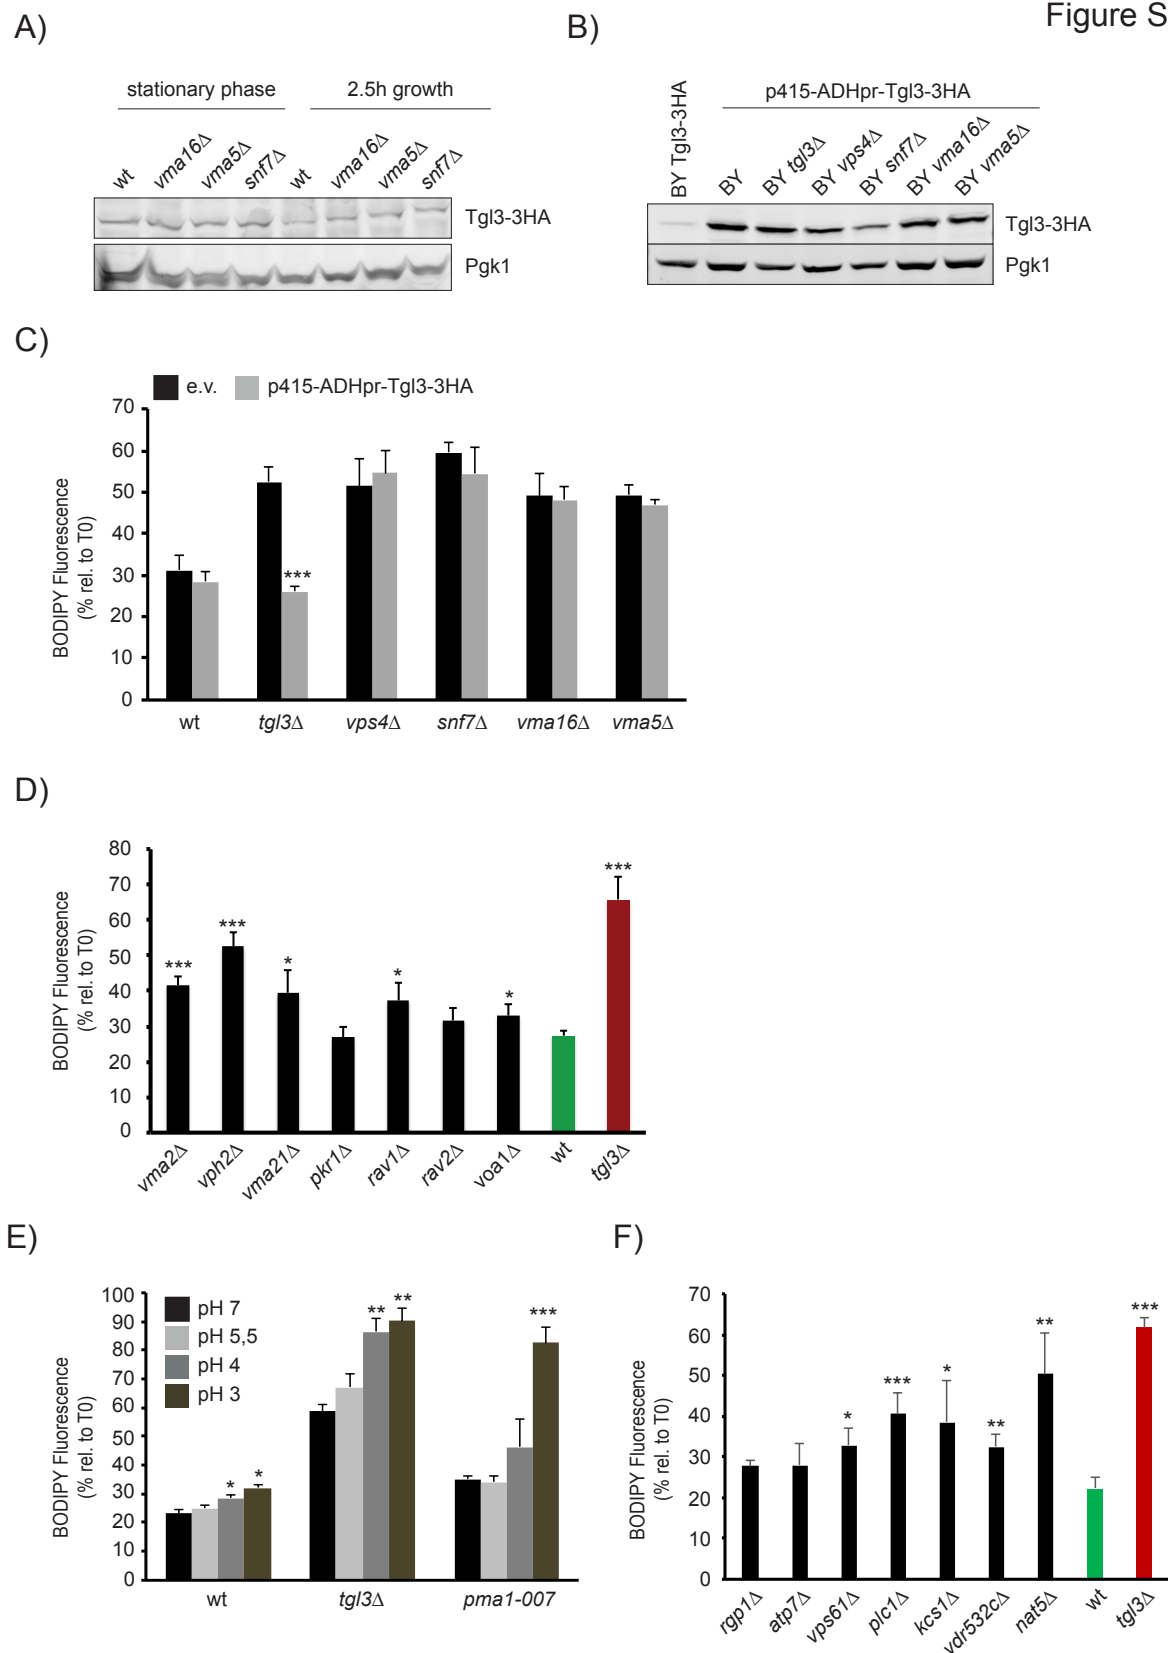 Figure S
A)
stationary phase
2.5h growth
wt
vma16Δ
vma5Δ
snf7Δ
wt
vma16Δ
vma5Δ
snf7Δ
Tgl3-3HA
Pgk1
B)
BY Tgl3-3HA
p415-ADHpr-Tgl3-3HA
BY
BY tgl3Δ
BY vps4Δ
BY snf7Δ
BY vma16Δ
BY vma5Δ
Tgl3-3HA
Pgk1
C)
e.v.
p415-ADHpr-Tgl3-3HA
BODIPY Fluorescence
(% rel. to T0)
70
60
50
40
30
20
10
0
***
wt
tgl3Δ
vps4Δ
snf7Δ
vma16Δ
vma5Δ
D)
BODIPY Fluorescence
(% rel. to T0)
80
70
60
50
40
30
20
10
0
***
***
*
*
*
***
vma2Δ
vph2Δ
vma21Δ
pkr1Δ
rav1Δ
rav2Δ
voa1Δ
wt
tgl3Δ
E)
BODIPY Fluorescence
(% rel. to T0)
100
90
80
70
60
50
40
30
20
10
0
pH 7
pH 5,5
pH 4
pH 3
*
*
**
**
***
wt
tgl3Δ
pma1-007
F)
BODIPY Fluorescence
(% rel. to T0)
70
60
50
40
30
20
10
0
*
***
*
**
**
***
rgp1Δ
atp7Δ
vps61Δ
plc1Δ
kcs1Δ
ydr532cΔ
nat5Δ
wt
tgl3Δ